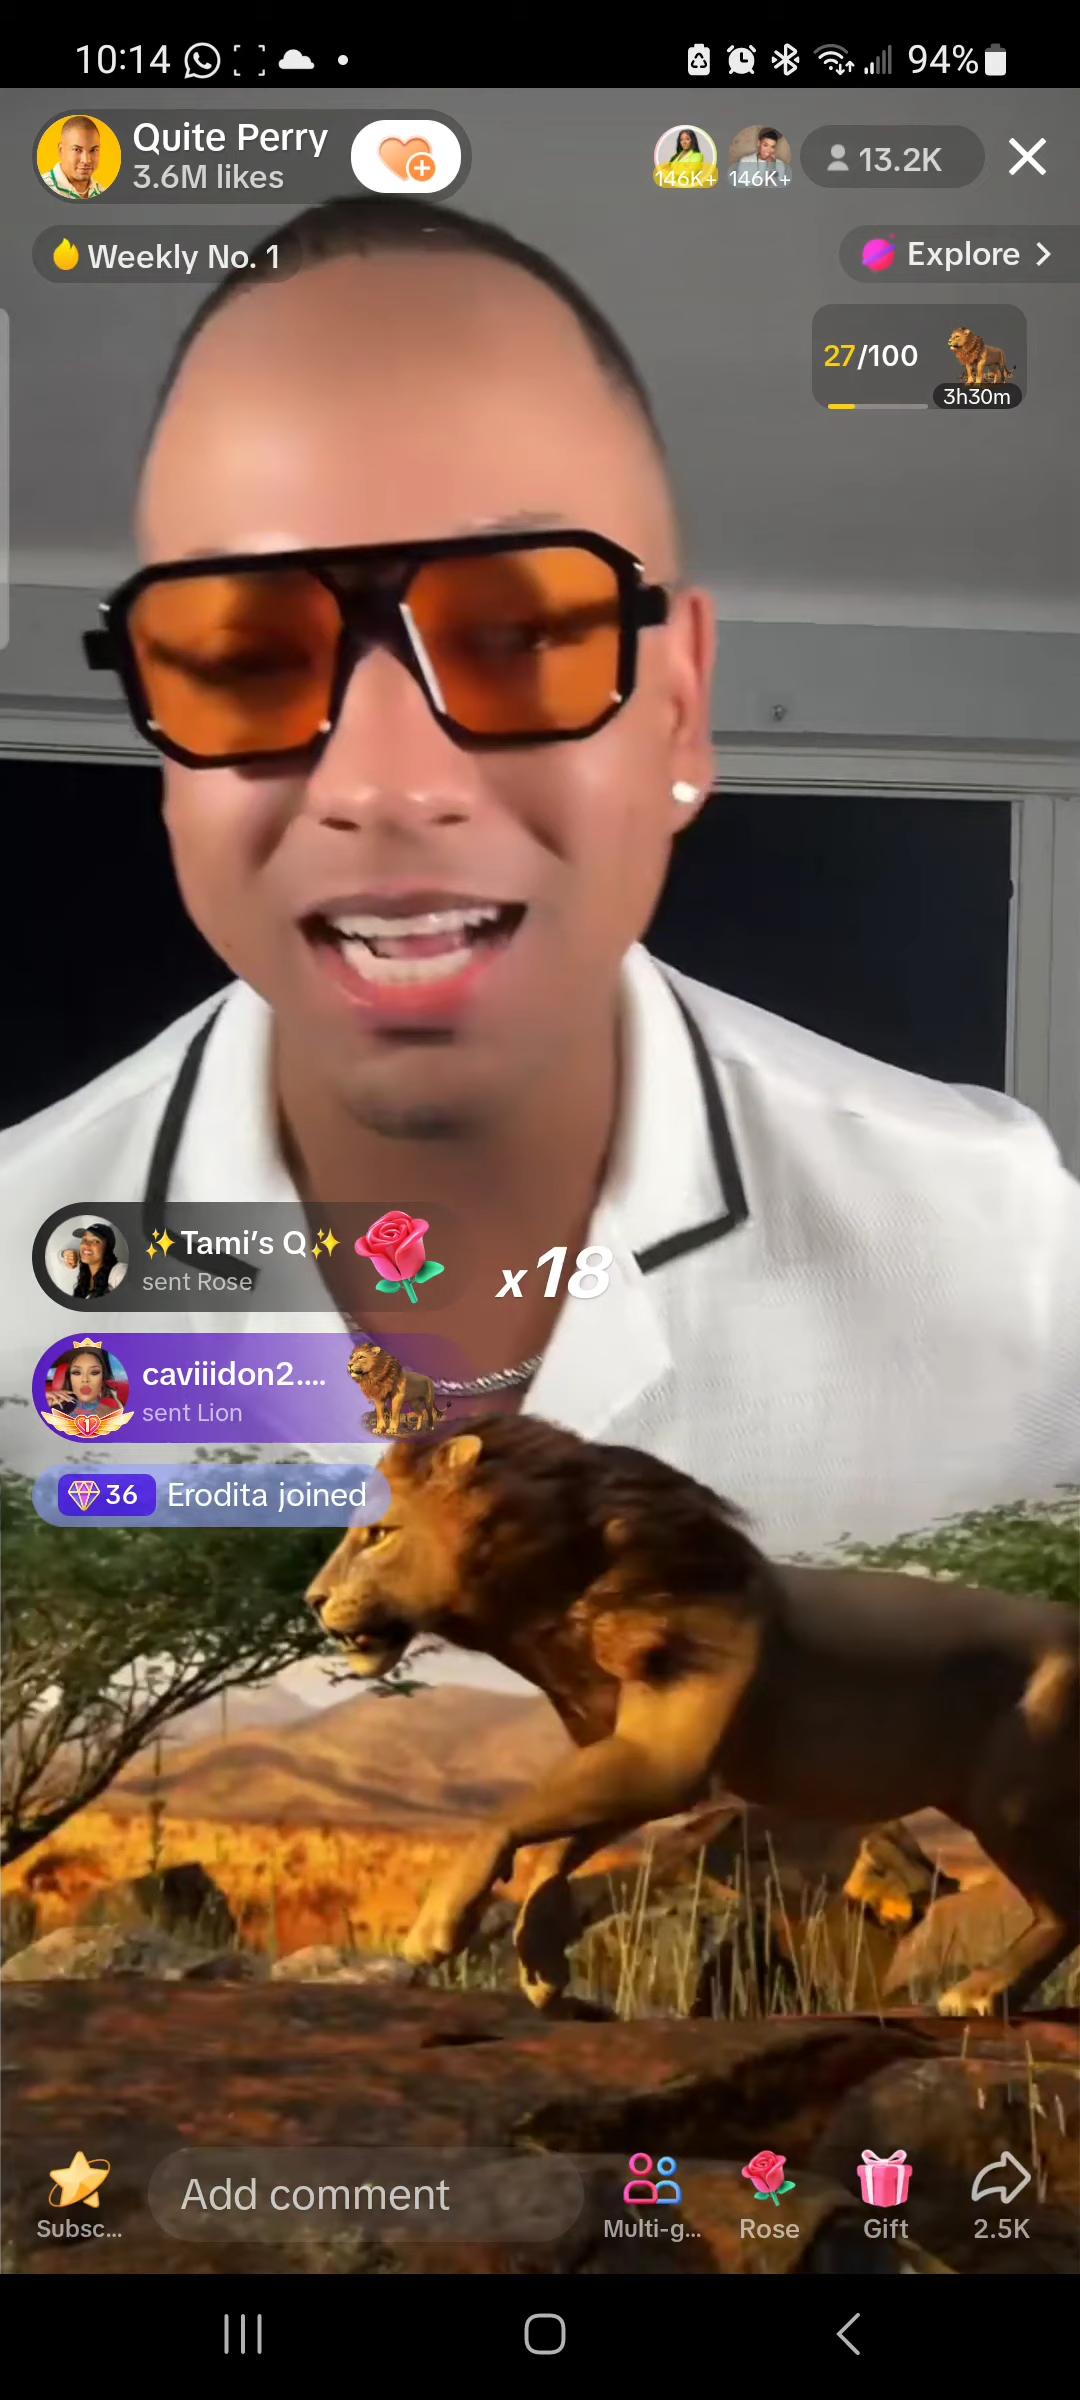 10:14
94%
Quite Perry
3.6M likes
146K+
146K+
13.2K
Weekly No. 1
Explore
27/100
3h30m
✨Tami's Q✨
sent Rose
x18
caviiidon2....
sent Lion
1
36 Erodita joined
Add comment
Subsc...
Multi-g...
Rose
Gift
2.5K